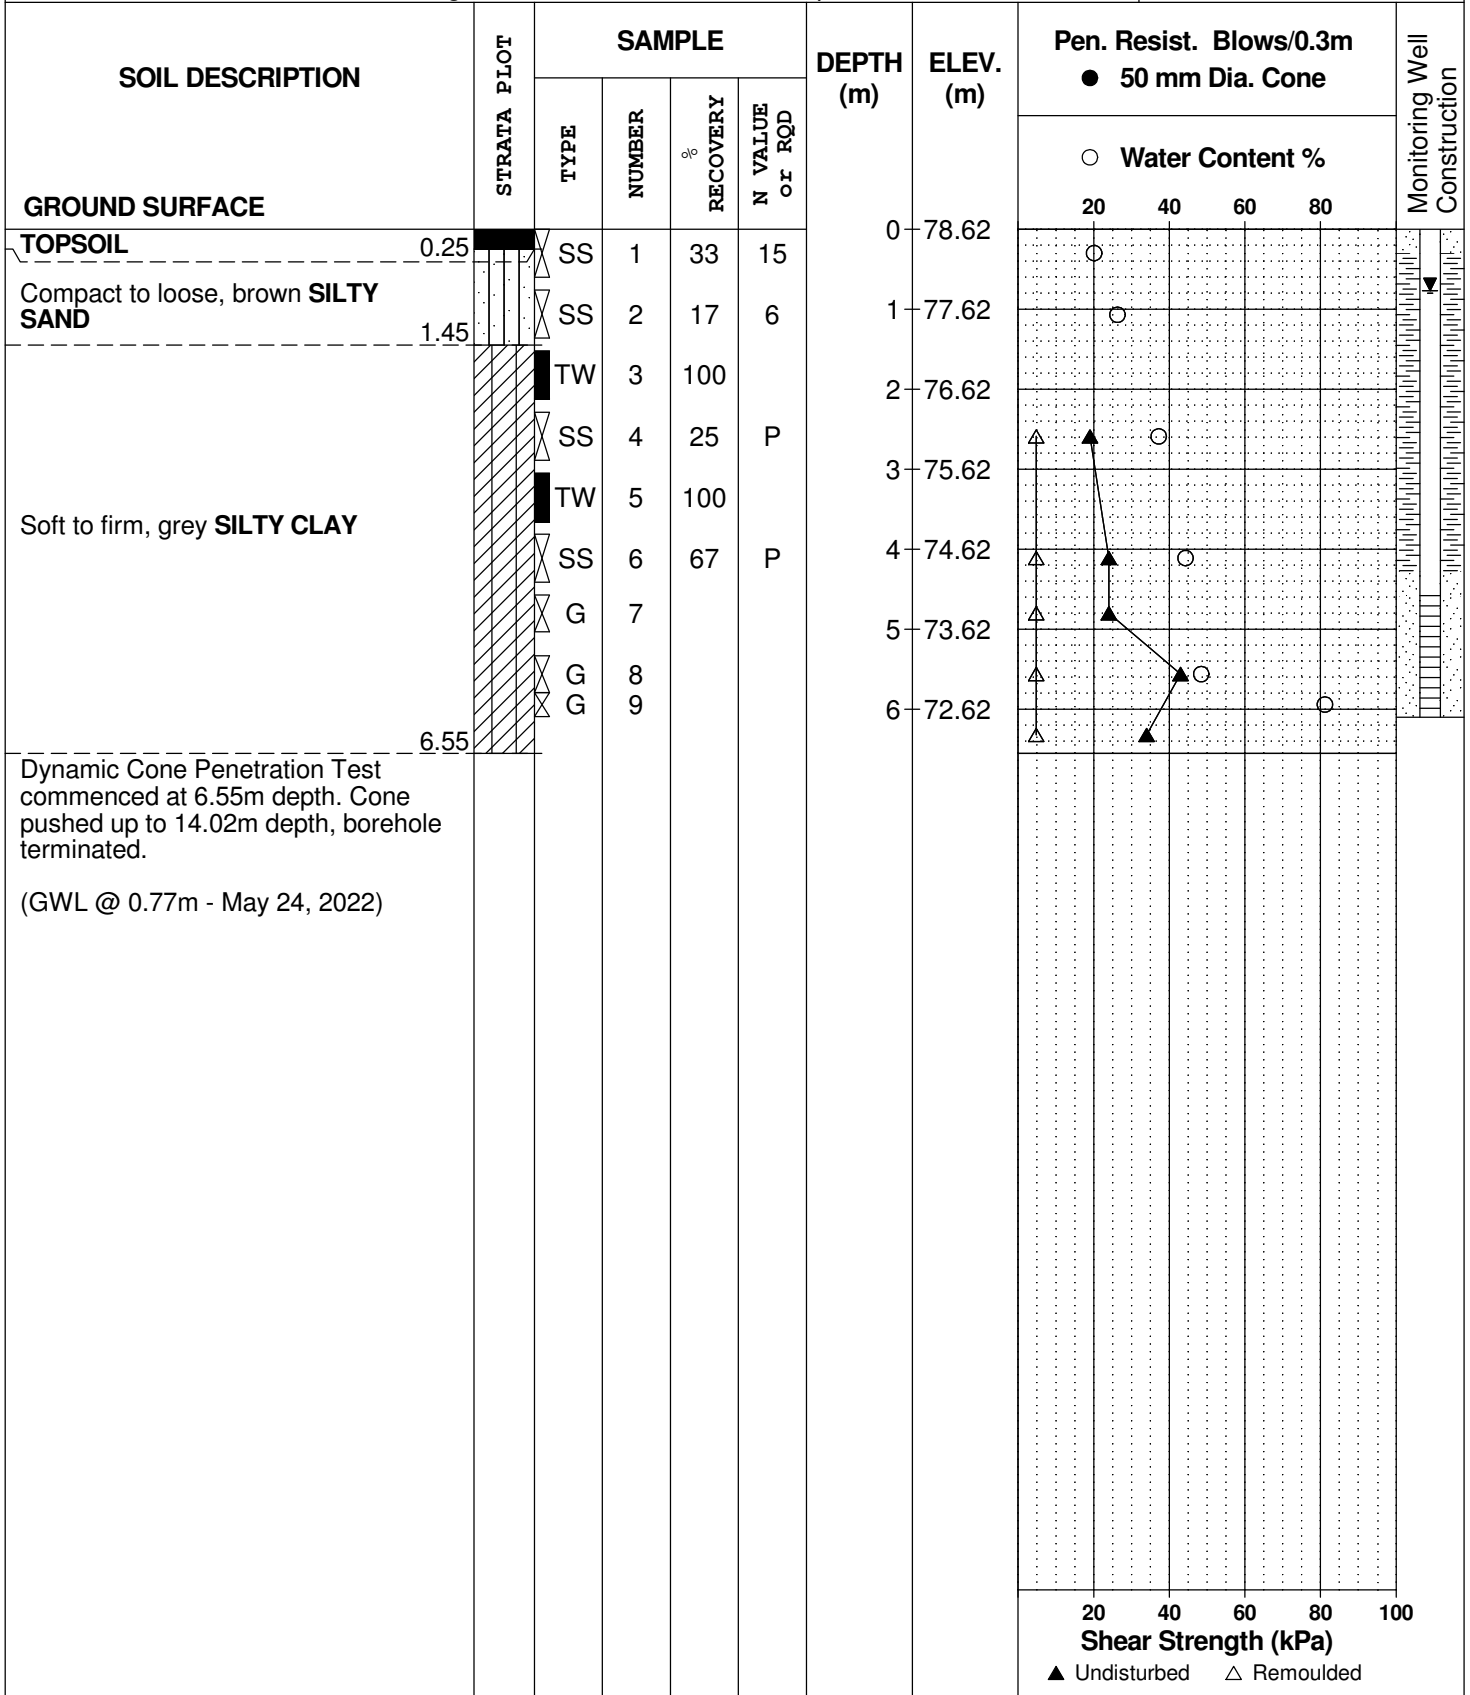 SOIL DESCRIPTION
GROUND SURFACE
STRATA PLOT
SAMPLE
TYPE
NUMBER
% RECOVERY
N VALUE or RQD
DEPTH (m)
ELEV. (m)
Pen. Resist. Blows/0.3m
● 50 mm Dia. Cone
○ Water Content %
20 40 60 80
Monitoring Well Construction
0 78.62
TOPSOIL 0.25
SS 1 33 15
Compact to loose, brown SILTY
SAND
1.45
SS 2 17 6
1 77.62
TW 3 100
2 76.62
SS 4 25 P
3 75.62
TW 5 100
Soft to firm, grey SILTY CLAY
4 74.62
SS 6 67 P
G 7
5 73.62
G 8
G 9
6 72.62
6.55
Dynamic Cone Penetration Test
commenced at 6.55m depth. Cone
pushed up to 14.02m depth, borehole
terminated.
(GWL @ 0.77m - May 24, 2022)
20 40 60 80 100
Shear Strength (kPa)
▲ Undisturbed △ Remoulded